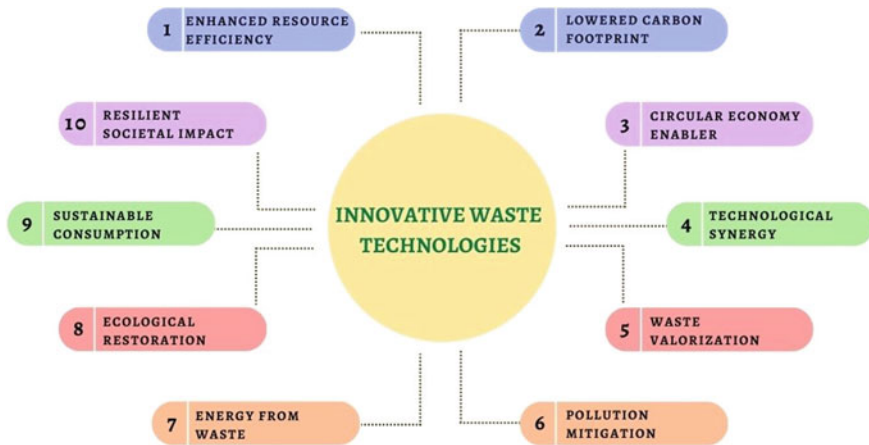 1 ENHANCED RESOURCE
EFFICIENCY
2 LOWERED CARBON
FOOTPRINT
3 CIRCULAR ECONOMY
ENABLER
4 TECHNOLOGICAL
SYNERGY
5 WASTE
VALORIZATION
6 POLLUTION
MITIGATION
7 ENERGY FROM
WASTE
8 ECOLOGICAL
RESTORATION
9 SUSTAINABLE
CONSUMPTION
10 RESILIENT
SOCIETAL IMPACT
INNOVATIVE WASTE
TECHNOLOGIES